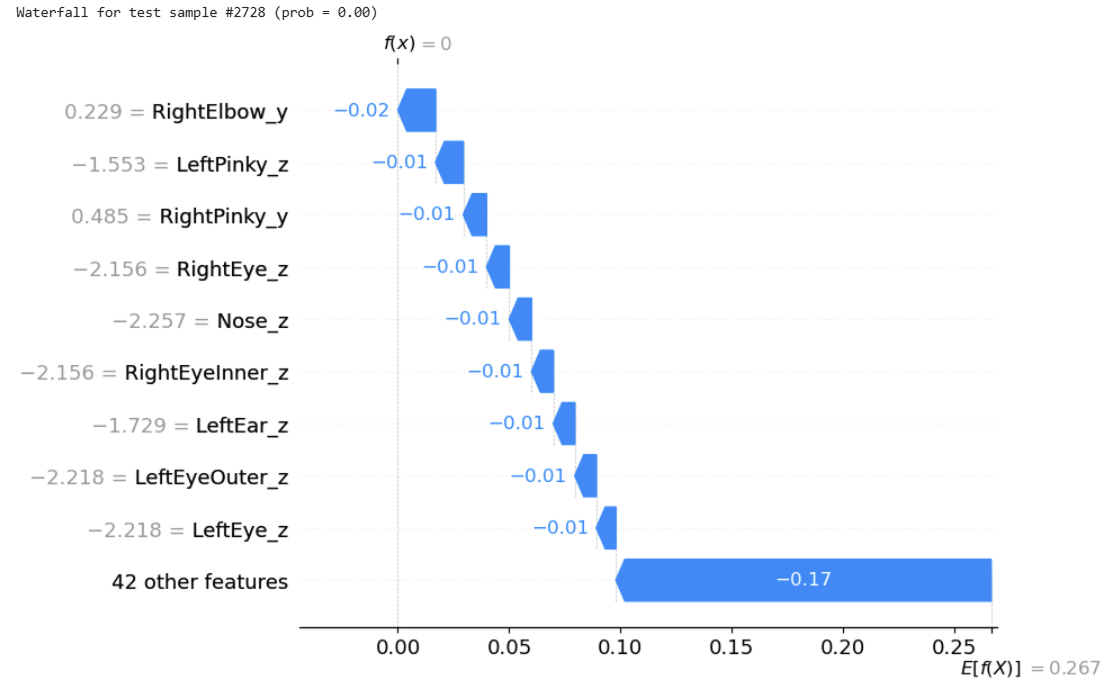 Waterfall for test sample #2728 (prob = 0.00)
f(x) = 0
0.229 = RightElbow_y
−0.02
−1.553 = LeftPinky_z
−0.01
0.485 = RightPinky_y
−0.01
−2.156 = RightEye_z
−0.01
−2.257 = Nose_z
−0.01
−2.156 = RightEyeInner_z
−0.01
−1.729 = LeftEar_z
−0.01
−2.218 = LeftEyeOuter_z
−0.01
−2.218 = LeftEye_z
−0.01
42 other features
−0.17
0.00 0.05 0.10 0.15 0.20 0.25
E[f(X)] = 0.267